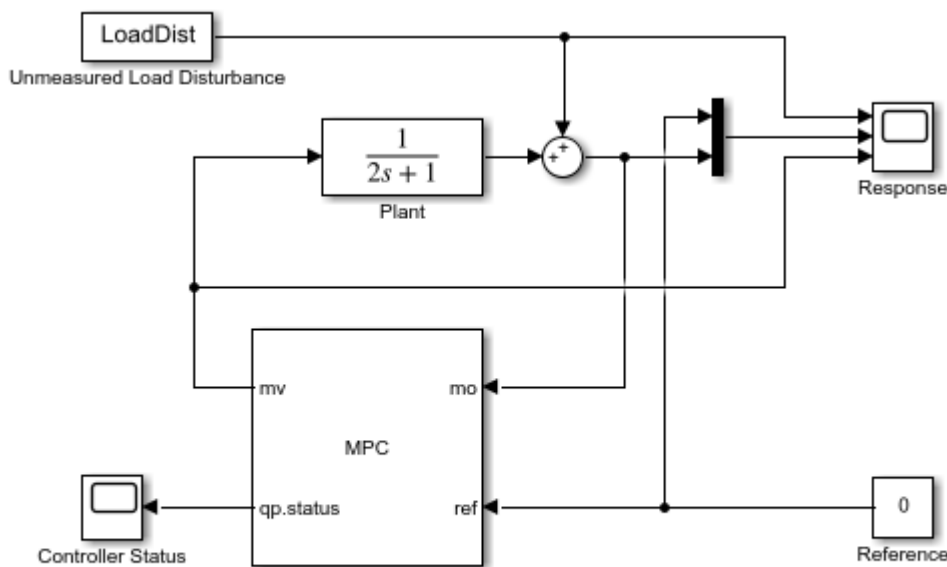 LoadDist
Unmeasured Load Disturbance
1
2s + 1
Plant
+ +
Response
mv
mo
MPC
qp.status
ref
Controller Status
0
Reference